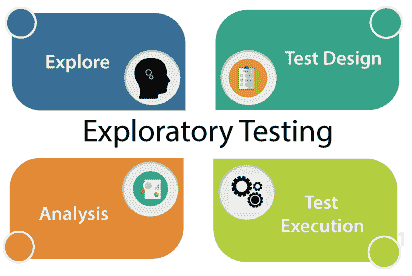 Explore
Test Design
Exploratory Testing
Analysis
Test
Execution